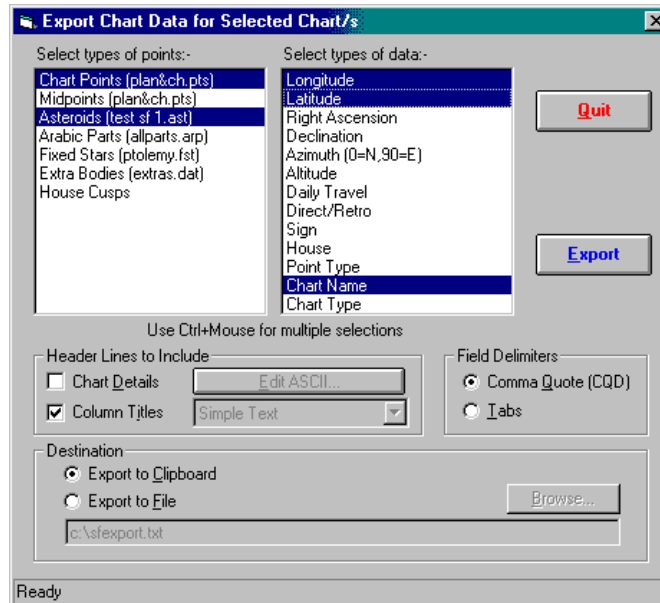 Export Chart Data for Selected Chart/s
Select types of points:-
Chart Points (plan&ch.pts)
Midpoints (plan&ch.pts)
Asteroids (test sf 1.ast)
Arabic Parts (allparts.arp)
Fixed Stars (ptolemy.fst)
Extra Bodies (extras.dat)
House Cusps
Select types of data:-
Longitude
Latitude
Right Ascension
Declination
Azimuth (0=N,90=E)
Altitude
Daily Travel
Direct/Retro
Sign
House
Point Type
Chart Name
Chart Type
Quit
Export
Use Ctrl+Mouse for multiple selections
Header Lines to Include
Chart Details
Edit ASCII...
Column Titles
Simple Text
Field Delimiters
Comma Quote (CQD)
Tabs
Destination
Export to Clipboard
Export to File
Browse...
c:\sfexport.txt
Ready